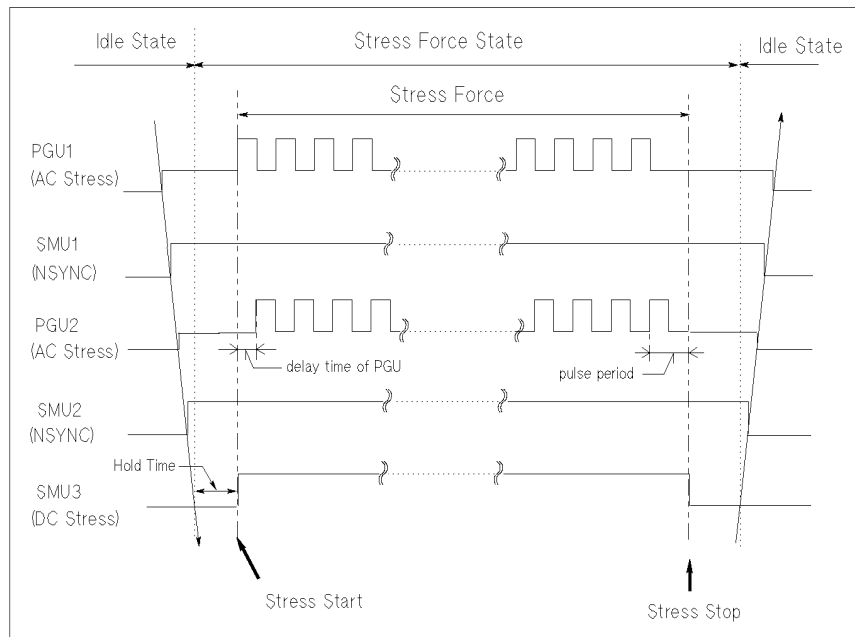 Idle State
Stress Force State
Idle State
Stress Force
PGU1
(AC Stress)
SMU1
(NSYNC)
PGU2
(AC Stress)
delay time of PGU
pulse period
SMU2
(NSYNC)
Hold Time
SMU3
(DC Stress)
Stress Start
Stress Stop